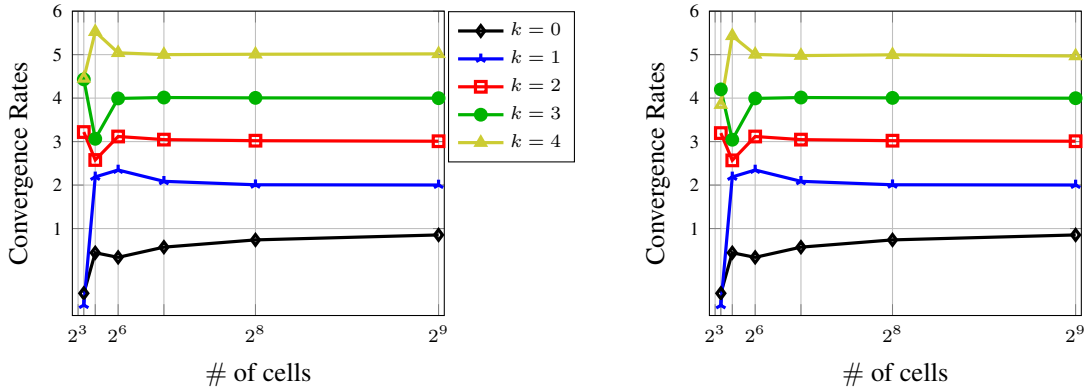 Convergence Rates
6
5
4
3
2
1
2^3
2^6
2^8
2^9
# of cells
k = 0
k = 1
k = 2
k = 3
k = 4
Convergence Rates
6
5
4
3
2
1
2^3
2^6
2^8
2^9
# of cells